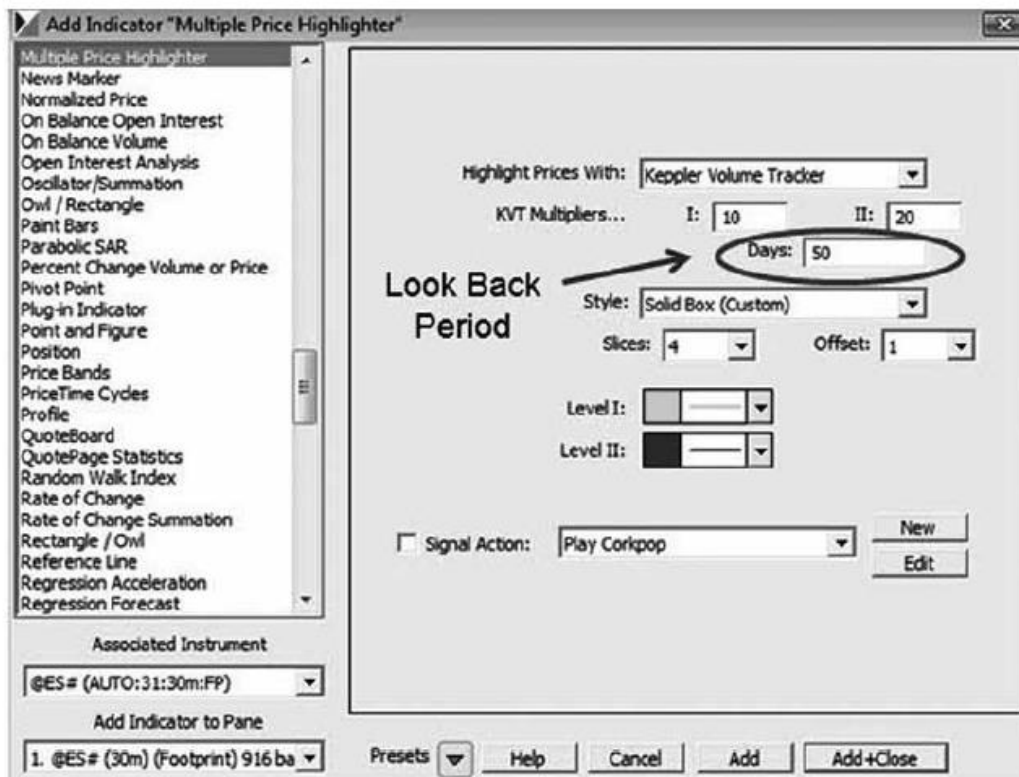 Add Indicator "Multiple Price Highlighter"
Multiple Price Highlighter
News Marker
Normalized Price
On Balance Open Interest
On Balance Volume
Open Interest Analysis
Oscillator/Summation
Owl / Rectangle
Paint Bars
Parabolic SAR
Percent Change Volume or Price
Pivot Point
Plug-in Indicator
Point and Figure
Position
Price Bands
PriceTime Cycles
Profile
QuoteBoard
QuotePage Statistics
Random Walk Index
Rate of Change
Rate of Change Summation
Rectangle / Owl
Reference Line
Regression Acceleration
Regression Forecast
Associated Instrument
@ES# (AUTO:31:30m:FP)
Add Indicator to Pane
1. @ES# (30m) (Footprint) 916 ba
Highlight Prices With: Keppler Volume Tracker
KVT Multipliers... I: 10 II: 20
Days: 50
Look Back
Period
Style: Solid Box (Custom)
Slices: 4 Offset: 1
Level I:
Level II:
Signal Action: Play Corkpop
New
Edit
Presets Help Cancel Add Add+Close